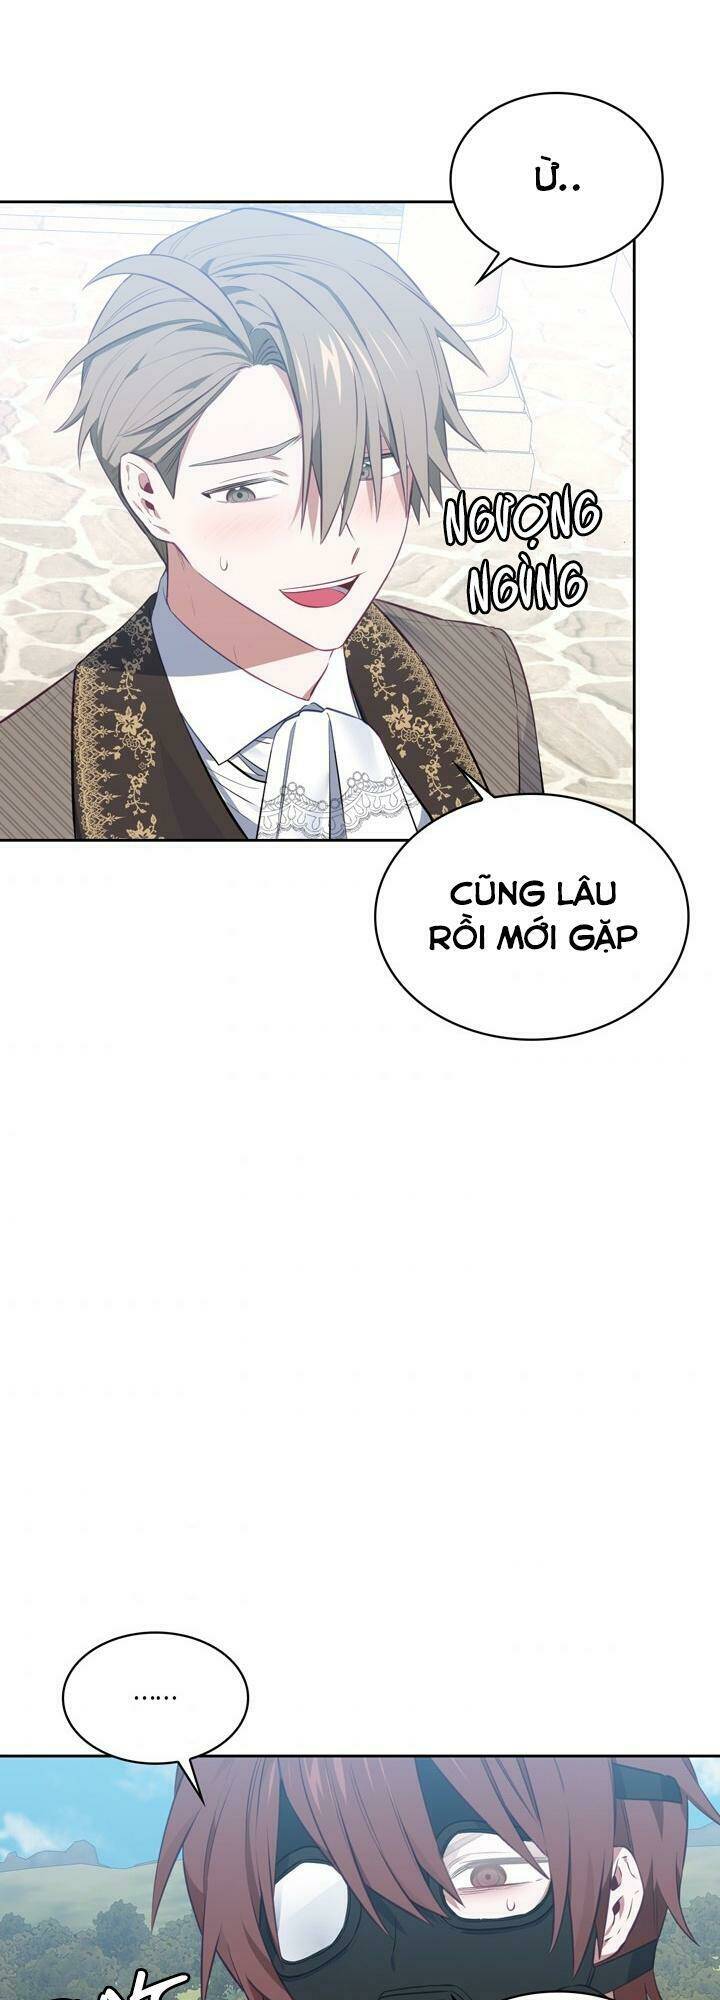 Ừ..
NGƯỢNG
NGÙNG
CŨNG LÂU
RỒI MỚI GẶP
......